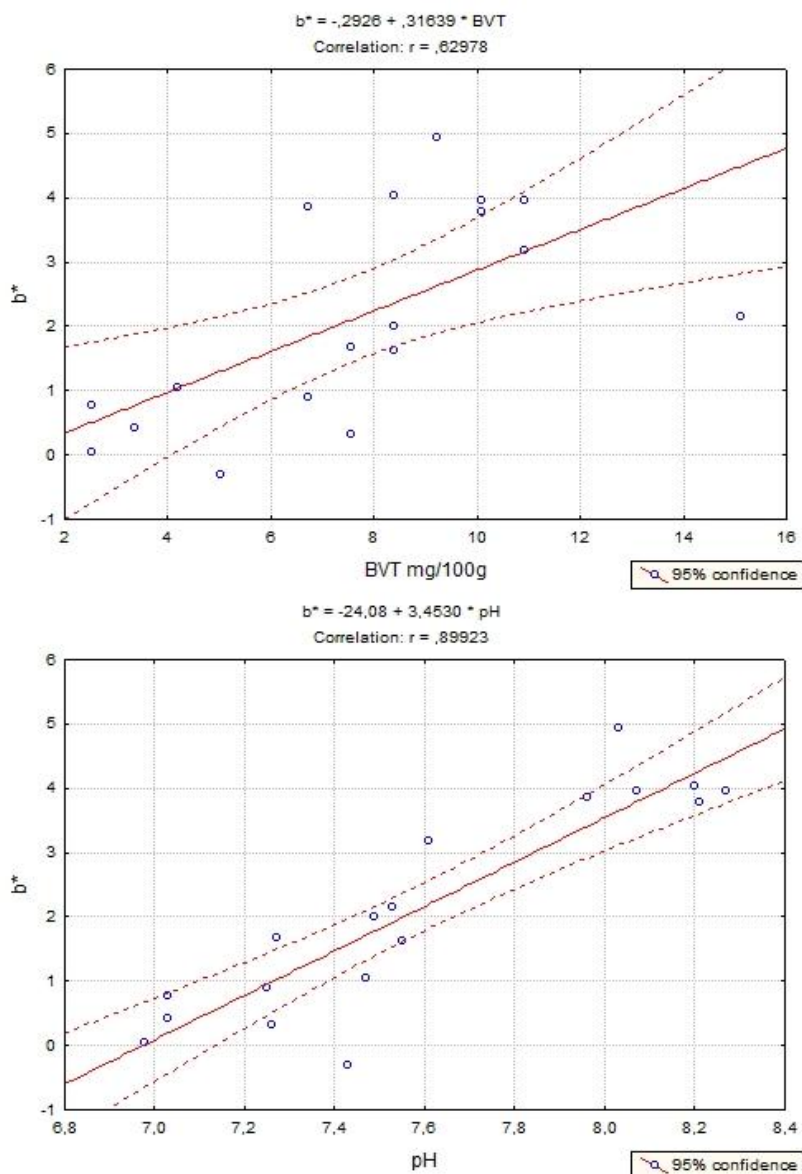 b* = -,2926 + ,31639 * BVT
Correlation: r = ,62978
6
5
4
3
2
1
0
-1
b*
2 4 6 8 10 12 14 16
BVT mg/100g
95% confidence
b* = -24,08 + 3,4530 * pH
Correlation: r = ,89923
6
5
4
3
2
1
0
-1
b*
6,8 7,0 7,2 7,4 7,6 7,8 8,0 8,2 8,4
pH
95% confidence